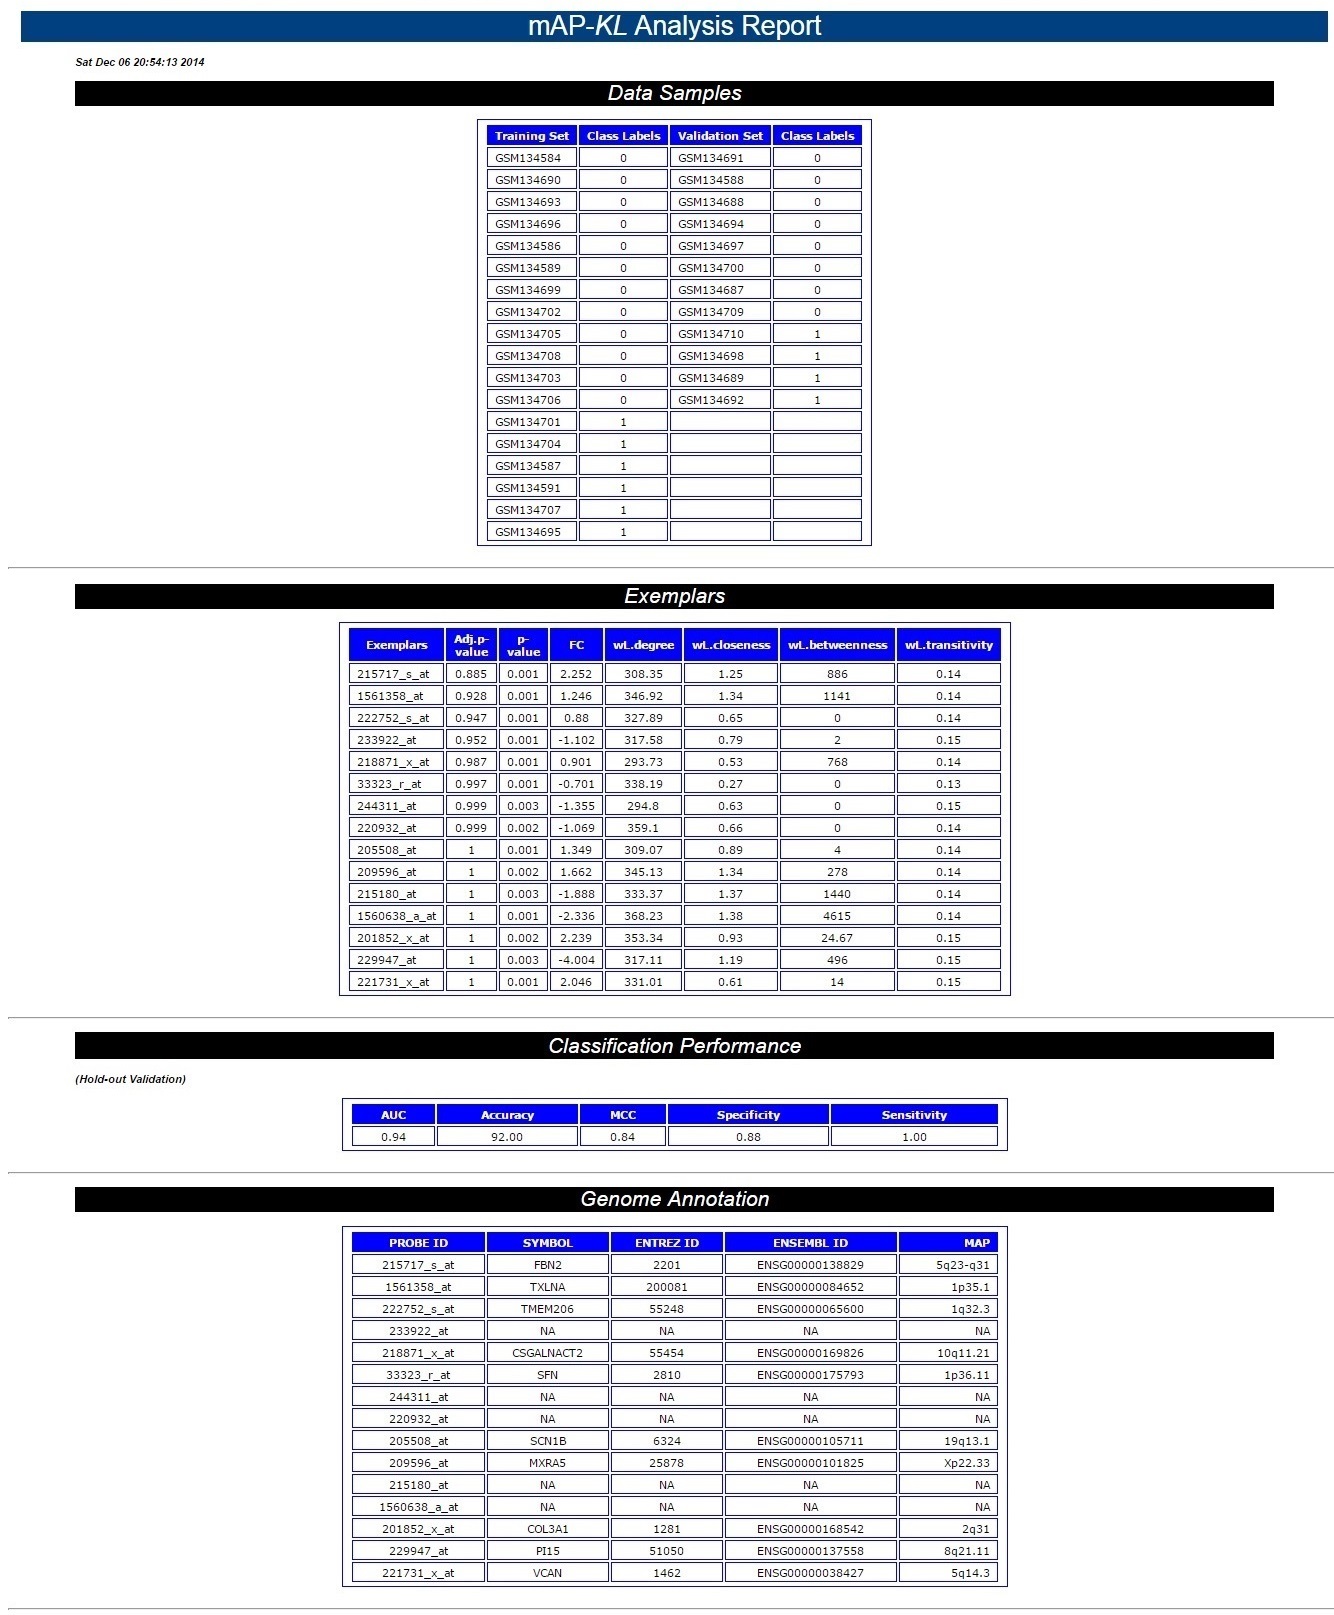 mAP-KL Analysis Report
Sat Dec 06 20:54:13 2014
Data Samples
Training Set Class Labels Validation Set Class Labels
GSM134584 0 GSM134691 0
GSM134690 0 GSM134588 0
GSM134693 0 GSM134688 0
GSM134696 0 GSM134694 0
GSM134586 0 GSM134697 0
GSM134589 0 GSM134700 0
GSM134699 0 GSM134687 0
GSM134702 0 GSM134709 0
GSM134705 0 GSM134710 1
GSM134708 0 GSM134698 1
GSM134703 0 GSM134689 1
GSM134706 0 GSM134692 1
GSM134701 1
GSM134704 1
GSM134587 1
GSM134591 1
GSM134707 1
GSM134695 1
Exemplars
Exemplars Adj.p-value p-value FC wL.degree wL.closeness wL.betweenness wL.transitivity
215717_s_at 0.885 0.001 2.252 308.35 1.25 886 0.14
1561358_at 0.928 0.001 1.246 346.92 1.34 1141 0.14
222752_s_at 0.947 0.001 0.88 327.89 0.65 0 0.14
233922_at 0.952 0.001 -1.102 317.58 0.79 2 0.15
218871_x_at 0.987 0.001 0.901 293.73 0.53 768 0.14
33323_r_at 0.997 0.001 -0.701 338.19 0.27 0 0.13
244311_at 0.999 0.003 -1.355 294.8 0.63 0 0.15
220932_at 0.999 0.002 -1.069 359.1 0.66 0 0.14
205508_at 1 0.001 1.349 309.07 0.89 4 0.14
209596_at 1 0.002 1.662 345.13 1.34 278 0.14
215180_at 1 0.003 -1.888 333.37 1.37 1440 0.14
1560638_a_at 1 0.001 -2.336 368.23 1.38 4615 0.14
201852_x_at 1 0.002 2.239 353.34 0.93 24.67 0.15
229947_at 1 0.003 -4.004 317.11 1.19 496 0.15
221731_x_at 1 0.001 2.046 331.01 0.61 14 0.15
Classification Performance
(Hold-out Validation)
AUC Accuracy MCC Specificity Sensitivity
0.94 92.00 0.84 0.88 1.00
Genome Annotation
PROBE ID SYMBOL ENTREZ ID ENSEMBL ID MAP
215717_s_at FBN2 2201 ENSG00000138829 5q23-q31
1561358_at TXLNA 200081 ENSG00000084652 1p35.1
222752_s_at TMEM206 55248 ENSG00000065600 1q32.3
233922_at NA NA NA NA
218871_x_at CSGALNACT2 55454 ENSG00000169826 10q11.21
33323_r_at SFN 2810 ENSG00000175793 1p36.11
244311_at NA NA NA NA
220932_at NA NA NA NA
205508_at SCN1B 6324 ENSG00000105711 19q13.1
209596_at MXRA5 25878 ENSG00000101825 Xp22.33
215180_at NA NA NA NA
1560638_a_at NA NA NA NA
201852_x_at COL3A1 1281 ENSG00000168542 2q31
229947_at PI15 51050 ENSG00000137558 8q21.11
221731_x_at VCAN 1462 ENSG00000038427 5q14.3